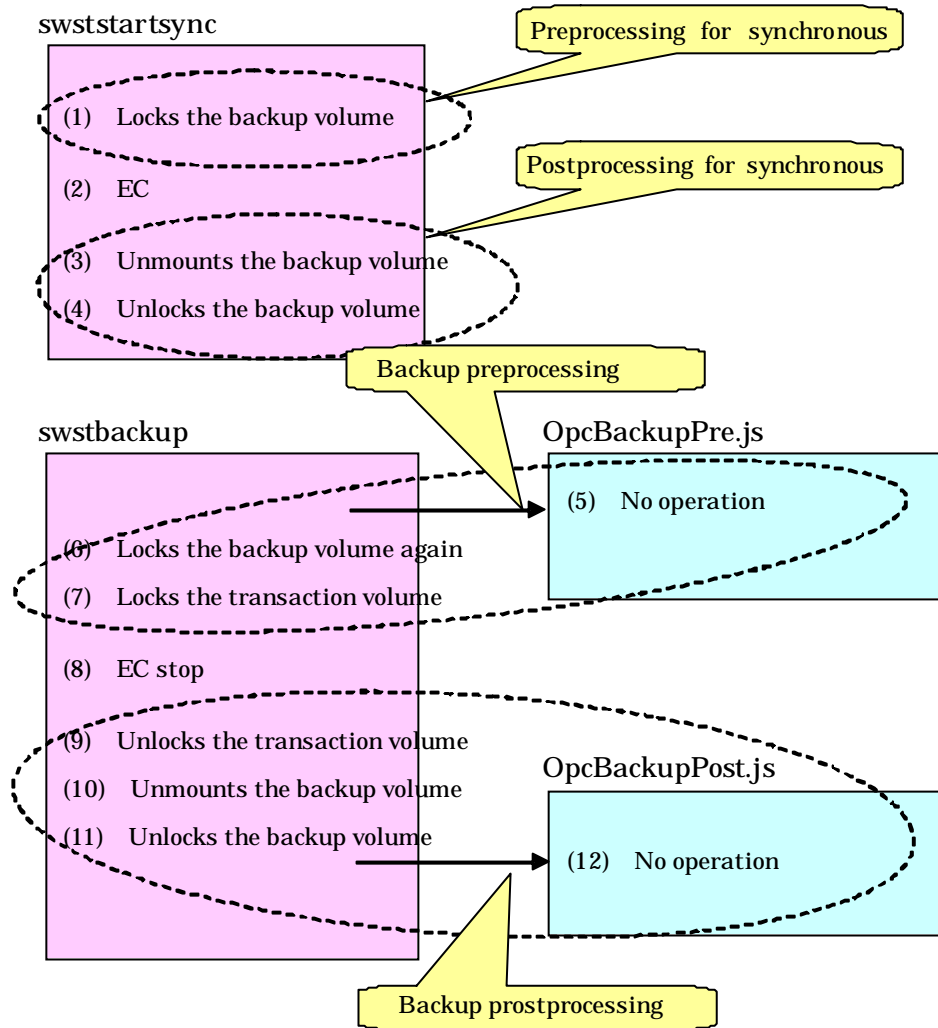 swststartsync
Preprocessing for synchronous
(1) Locks the backup volume
Postprocessing for synchronous
(2) EC
(3) Unmounts the backup volume
(4) Unlocks the backup volume
Backup preprocessing
swstbackup
OpcBackupPre.js
(5) No operation
(6) Locks the backup volume again
(7) Locks the transaction volume
(8) EC stop
(9) Unlocks the transaction volume
OpcBackupPost.js
(10) Unmounts the backup volume
(11) Unlocks the backup volume
(12) No operation
Backup prostprocessing